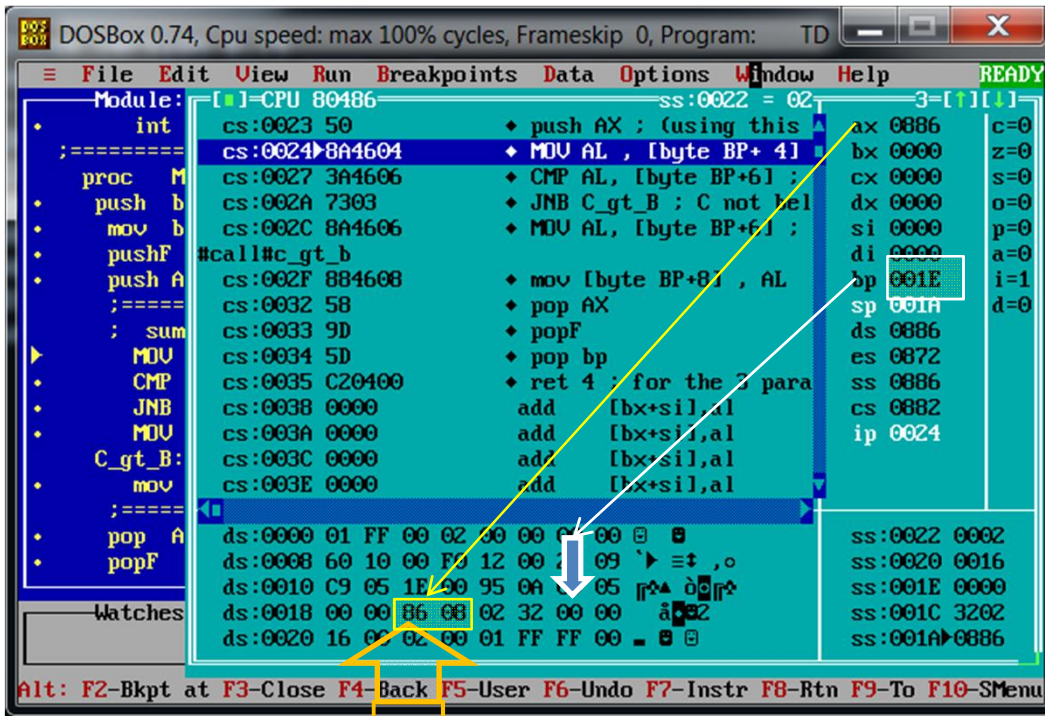 DOSBox 0.74, Cpu speed: max 100% cycles, Frameskip 0, Program: TD
≡ File Edit View Run Breakpoints Data Options Window Help READY
Module: [■]=CPU 80486 ss:0022 = 02 3=[↑][↓]
int cs:0023 50 push AX ; (using this ax 0886 c=0
;========= cs:0024▶8A4604 MOV AL , [byte BP+ 4] bx 0000 z=0
proc M cs:0027 3A4606 CMP AL, [byte BP+6] ; cx 0000 s=0
push b cs:002A 7303 JNB C_gt_B ; C not bel dx 0000 o=0
mov b cs:002C 8A4606 MOV AL, [byte BP+6] ; si 0000 p=0
pushF #call#c_gt_b di 0000 a=0
push A cs:002F 884608 mov [byte BP+8] , AL bp 001E i=1
;===== cs:0032 58 pop AX sp 001A d=0
; sum cs:0033 9D popF ds 0886
MOV cs:0034 5D pop bp es 0872
CMP cs:0035 C20400 ret 4 ; for the 3 para ss 0886
JNB cs:0038 0000 add [bx+si],al cs 0882
MOV cs:003A 0000 add [bx+si],al ip 0024
C_gt_B: cs:003C 0000 add [bx+si],al
mov cs:003E 0000 add [bx+si],al
;=====
pop A ds:0000 01 FF 00 02 00 00 00 00 ss:0022 0002
popF ds:0008 60 10 00 F0 12 00 09 ss:0020 0016
ds:0010 C9 05 1E 00 95 0A 05 ss:001E 0000
Watches ds:0018 00 00 86 08 02 32 00 00 ss:001C 3202
ds:0020 16 00 02 00 01 FF FF 00 ss:001A▶0886
Alt: F2-Bkpt at F3-Close F4-Back F5-User F6-Undo F7-Instr F8-Rtn F9-To F10-SMenu